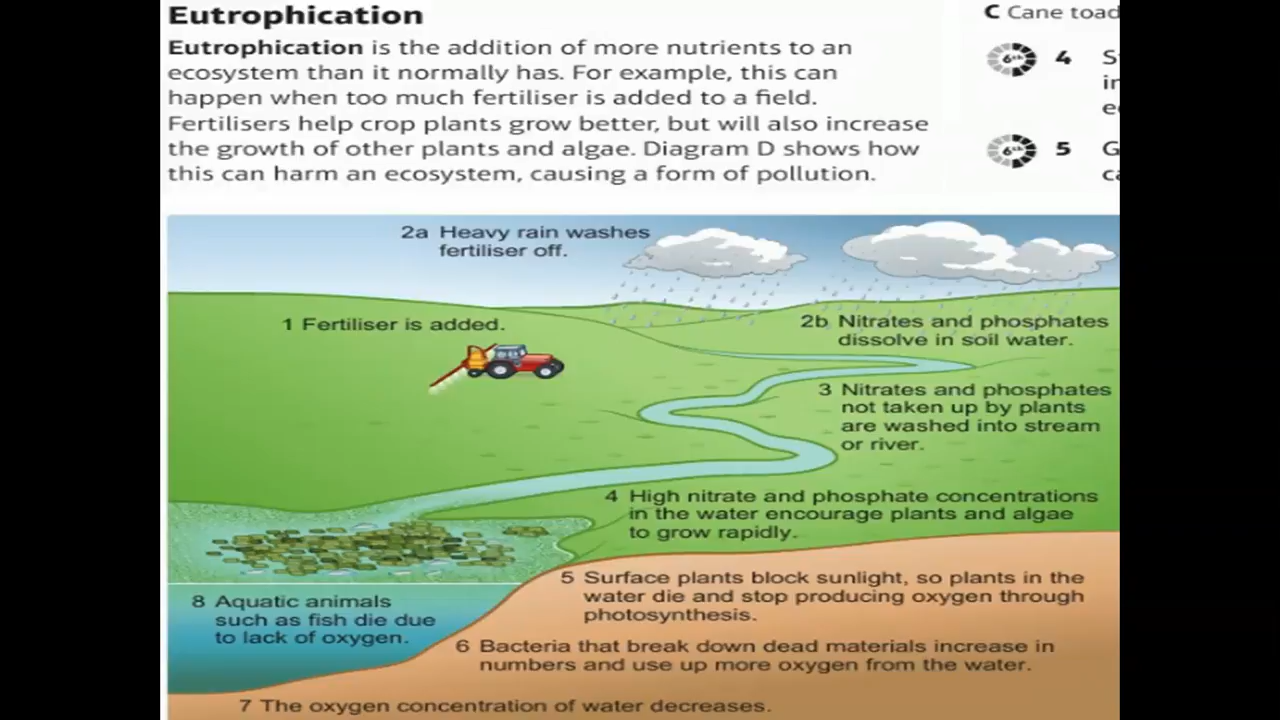 Eutrophication
Eutrophication is the addition of more nutrients to an
ecosystem than it normally has. For example, this can
happen when too much fertiliser is added to a field.
Fertilisers help crop plants grow better, but will also increase
the growth of other plants and algae. Diagram D shows how
this can harm an ecosystem, causing a form of pollution.
C Cane toad
6th 4 S
in
e
6th 5 G
ca
2a Heavy rain washes
fertiliser off.
1 Fertiliser is added.
2b Nitrates and phosphates
dissolve in soil water.
3 Nitrates and phosphates
not taken up by plants
are washed into stream
or river.
4 High nitrate and phosphate concentrations
in the water encourage plants and algae
to grow rapidly.
5 Surface plants block sunlight, so plants in the
water die and stop producing oxygen through
photosynthesis.
6 Bacteria that break down dead materials increase in
numbers and use up more oxygen from the water.
7 The oxygen concentration of water decreases.
8 Aquatic animals
such as fish die due
to lack of oxygen.